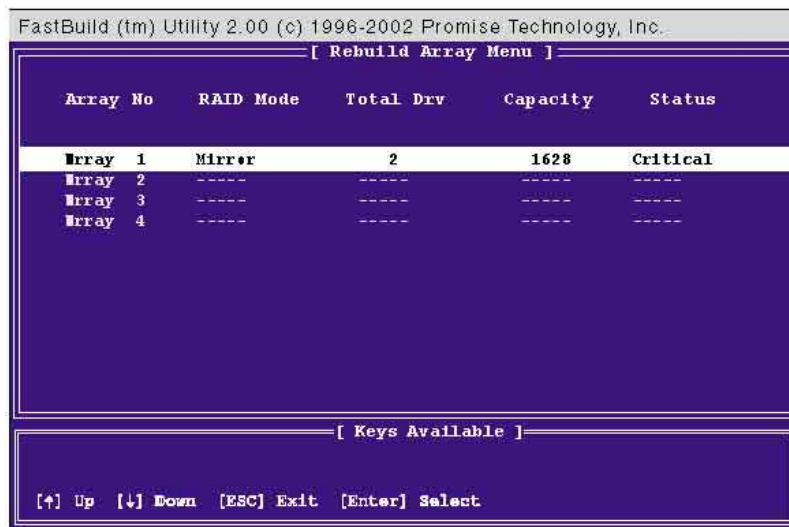 FastBuild (tm) Utility 2.00 (c) 1996-2002 Promise Technology, Inc.
[ Rebuild Array Menu ]
Array No RAID Mode Total Drv Capacity Status
Array 1 Mirror 2 1628 Critical
Array 2 ----- ----- ----- -----
Array 3 ----- ----- ----- -----
Array 4 ----- ----- ----- -----
[ Keys Available ]
[↑] Up [↓] Down [ESC] Exit [Enter] Select